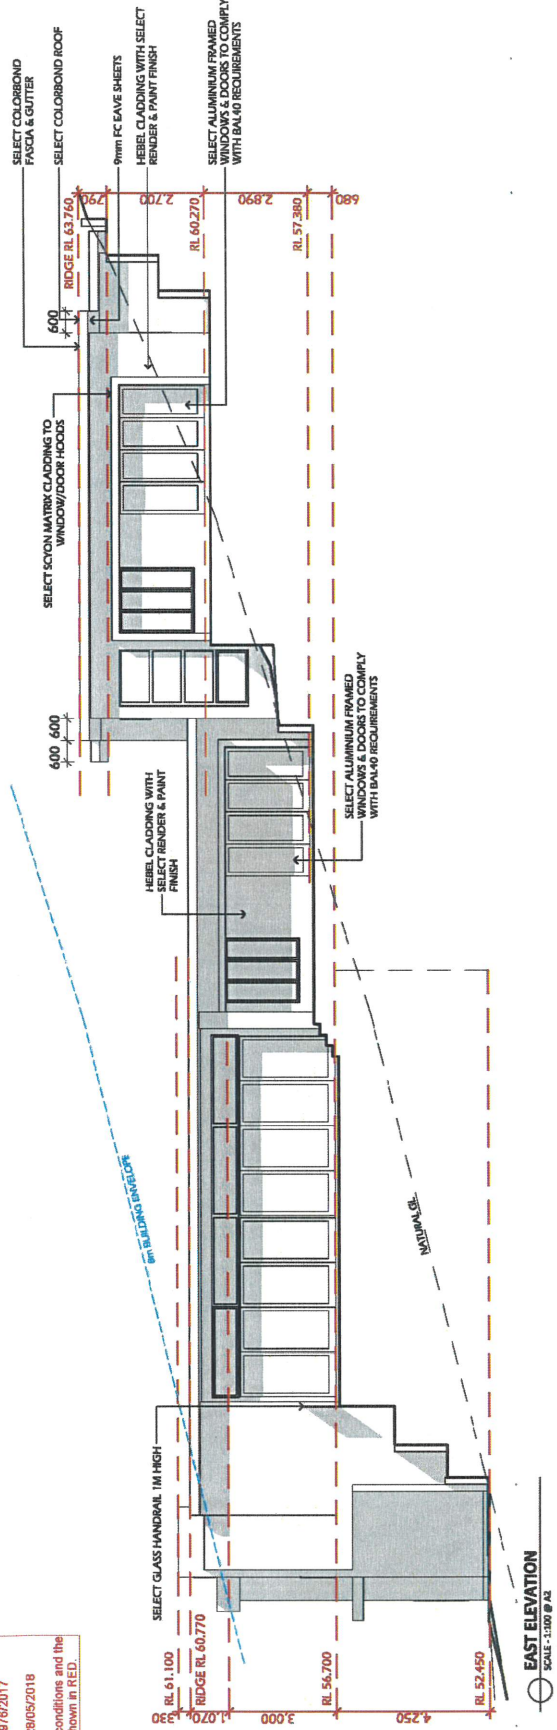 9/6/2017
28/05/2018
conditions and the
hown in RED.
SELECT COLORBOND
FASCIA & GUTTER
SELECT COLORBOND ROOF
9mm FC EAVE SHEETS
HEBEL CLADDING WITH SELECT
RENDER & PAINT FINISH
SELECT ALUMINIUM FRAMED
WINDOWS & DOORS TO COMPLY
WITH BAL40 REQUIREMENTS
RIDGE RL 63.760
790
2,700
RL 60.270
2,890
RL 57.380
680
600
SELECT SCYON MATRIX CLADDING TO
WINDOW/DOOR HOODS
600 600
8m BUILDING ENVELOPE
HEBEL CLADDING WITH
SELECT RENDER & PAINT
FINISH
SELECT ALUMINIUM FRAMED
WINDOWS & DOORS TO COMPLY
WITH BAL40 REQUIREMENTS
NATURAL GL
SELECT GLASS HANDRAIL 1M HIGH
RL 61.100
330
RIDGE RL 60.770
1,070
3,000
RL 56.700
4,250
RL 52.450
EAST ELEVATION
SCALE - 1:100 @ A2